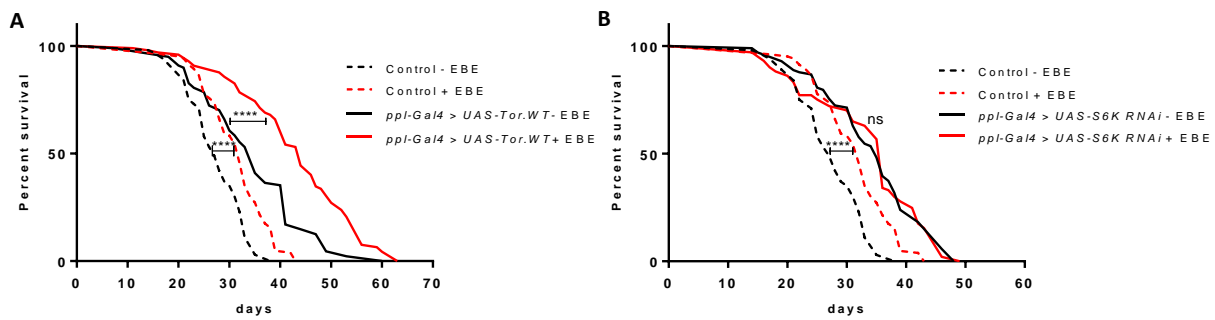 A
Percent survival
100
50
0
0 10 20 30 40 50 60 70
days
****
****
Control - EBE
Control + EBE
ppl-Gal4 > UAS-Tor.WT - EBE
ppl-Gal4 > UAS-Tor.WT + EBE
B
Percent survival
100
50
0
0 10 20 30 40 50 60
days
ns
****
Control - EBE
Control + EBE
ppl-Gal4 > UAS-S6K RNAi - EBE
ppl-Gal4 > UAS-S6K RNAi + EBE